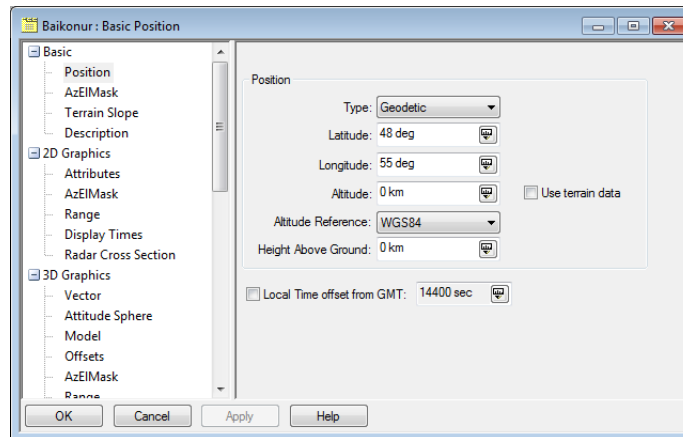 Baikonur : Basic Position
Basic
Position
AzElMask
Terrain Slope
Description
2D Graphics
Attributes
AzElMask
Range
Display Times
Radar Cross Section
3D Graphics
Vector
Attitude Sphere
Model
Offsets
AzElMask
Range
Position
Type: Geodetic
Latitude: 48 deg
Longitude: 55 deg
Altitude: 0 km
Use terrain data
Altitude Reference: WGS84
Height Above Ground: 0 km
Local Time offset from GMT: 14400 sec
OK Cancel Apply Help